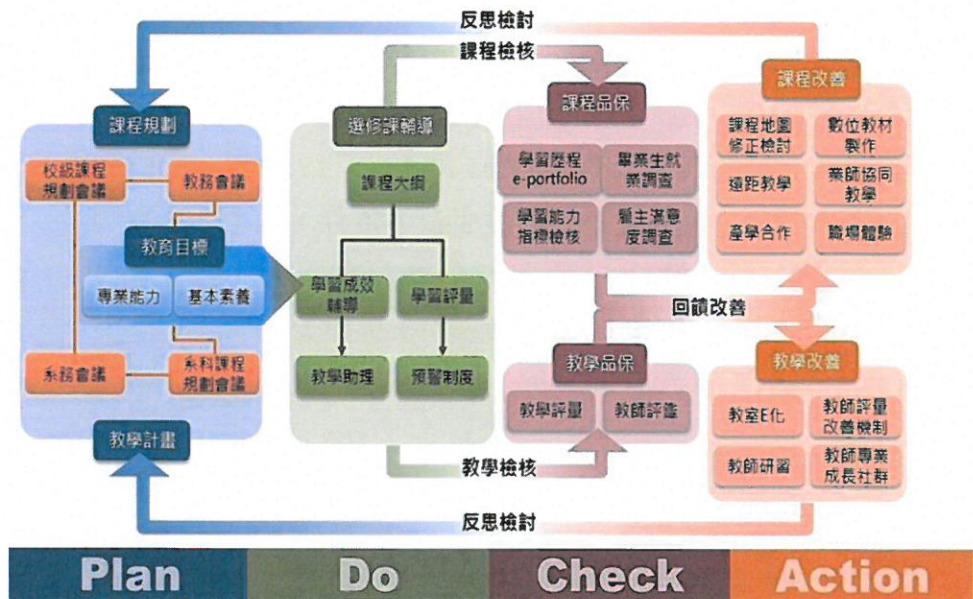 反思檢討
課程檢核
課程規劃
校級課程
規劃會議
教務會議
教育目標
專業能力
基本素養
系務會議
系科課程
規劃會議
教學計畫
選修課輔導
課程大綱
學習成效
輔導
學習評量
教學助理
預警制度
課程品保
學習歷程
e-portfolio
畢業生就
業調查
學習能力
指標檢核
雇主滿意
度調查
回饋改善
教學品保
教學評量
教師評鑑
教學檢核
課程改善
課程地圖
修正檢討
數位教材
製作
遠距教學
業師協同
教學
產學合作
職場體驗
教學改善
教室E化
教師評量
改善機制
教師研習
教師專業
成長社群
反思檢討
Plan
Do
Check
Action